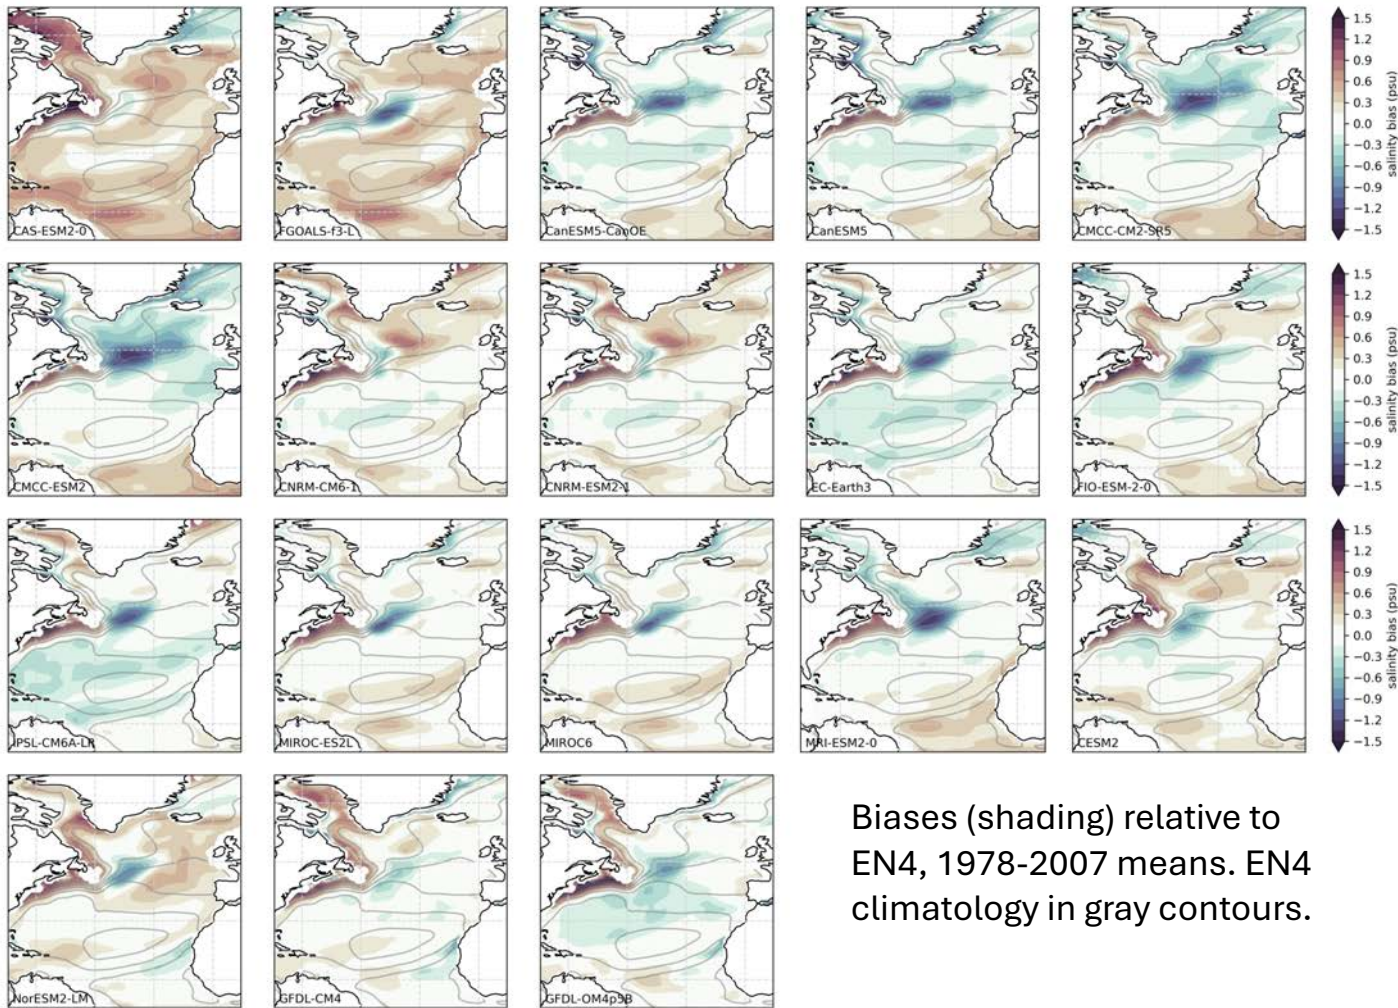 1.5
1.2
0.9
0.6
0.3
0.0
−0.3
−0.6
−0.9
−1.2
−1.5
salinity bias (psu)
CAS-ESM2-0
FGOALS-f3-L
CanESM5-CanOE
CanESM5
CMCC-CM2-SR5
1.5
1.2
0.9
0.6
0.3
0.0
−0.3
−0.6
−0.9
−1.2
−1.5
salinity bias (psu)
CMCC-ESM2
CNRM-CM6-1
CNRM-ESM2-1
EC-Earth3
FIO-ESM-2-0
1.5
1.2
0.9
0.6
0.3
0.0
−0.3
−0.6
−0.9
−1.2
−1.5
salinity bias (psu)
IPSL-CM6A-LR
MIROC-ES2L
MIROC6
MRI-ESM2-0
CESM2
Biases (shading) relative to
EN4, 1978-2007 means. EN4
climatology in gray contours.
NorESM2-LM
GFDL-CM4
GFDL-OM4p5B